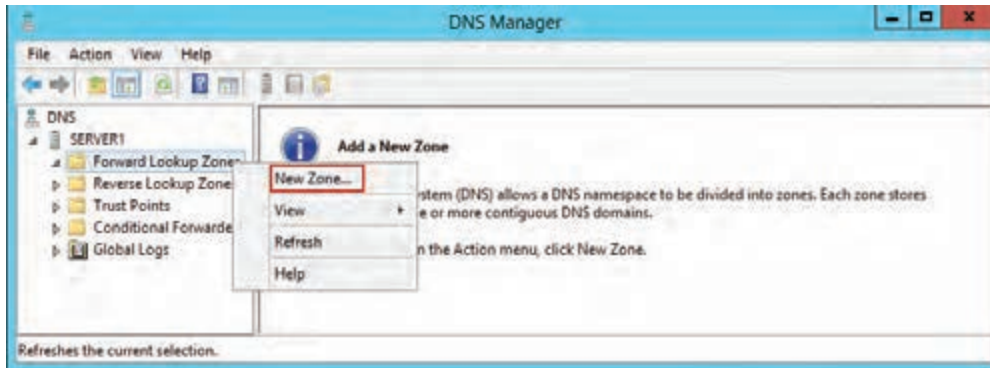 DNS Manager
File Action View Help
DNS
SERVER1
Forward Lookup Zones
Reverse Lookup Zone
Trust Points
Conditional Forwarde
Global Logs
Add a New Zone
New Zone...
View
Refresh
Help
stem (DNS) allows a DNS namespace to be divided into zones. Each zone stores
e or more contiguous DNS domains.
n the Action menu, click New Zone.
Refreshes the current selection.